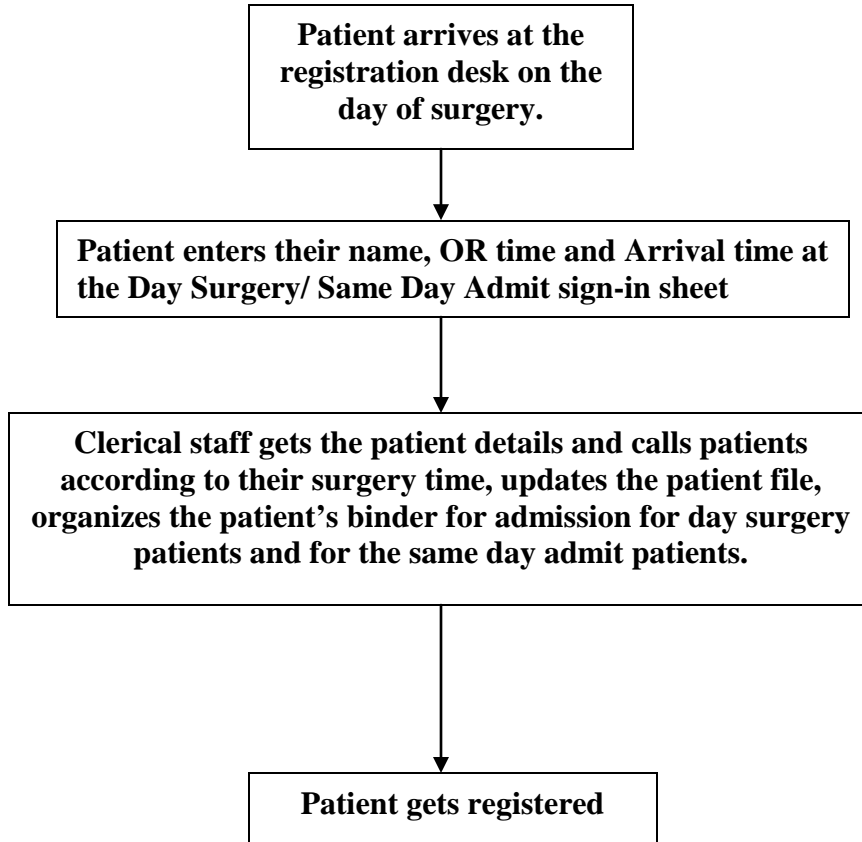 Patient arrives at the
registration desk on the
day of surgery.
Patient enters their name, OR time and Arrival time at
the Day Surgery/ Same Day Admit sign-in sheet
Clerical staff gets the patient details and calls patients
according to their surgery time, updates the patient file,
organizes the patient’s binder for admission for day surgery
patients and for the same day admit patients.
Patient gets registered